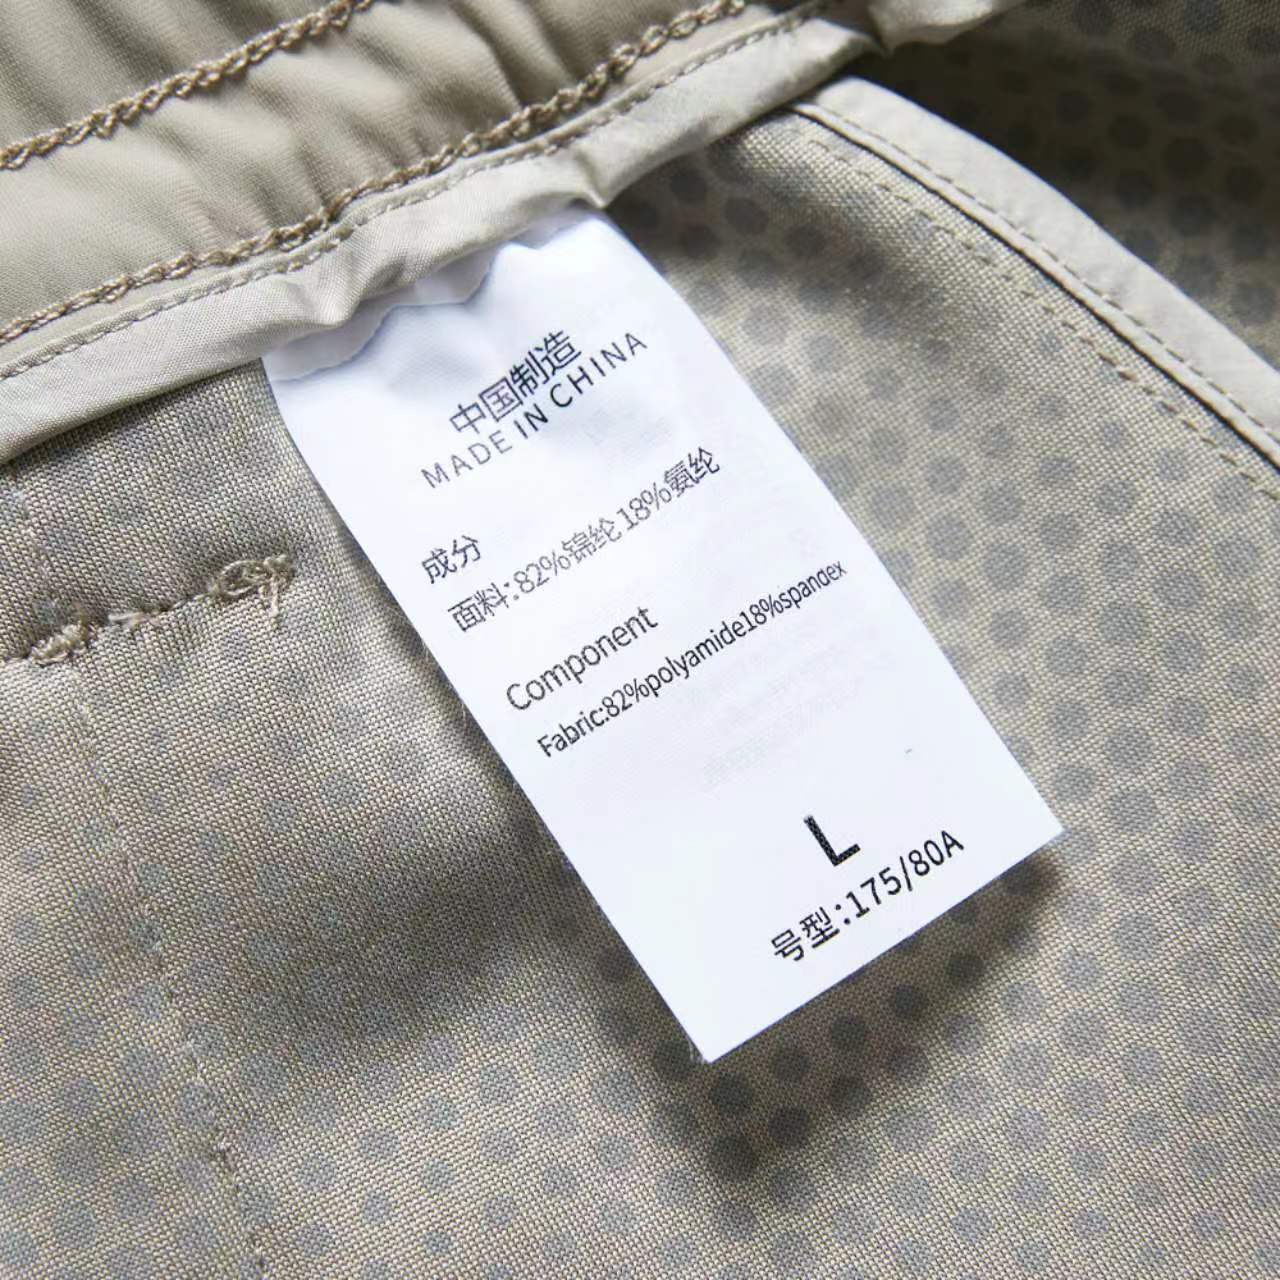 中国制造
MADE IN CHINA
成分
面料:82%锦纶 18%氨纶
Component
Fabric:82%polyamide18%spandex
L
号型:175/80A